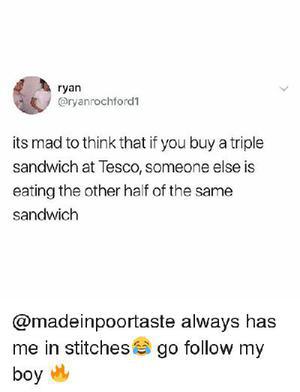 ryan
@ryanrochford1
its mad to think that if you buy a triple
sandwich at Tesco, someone else is
eating the other half of the same
sandwich
@madeinpoortaste always has
me in stitches😂 go follow my
boy 🔥